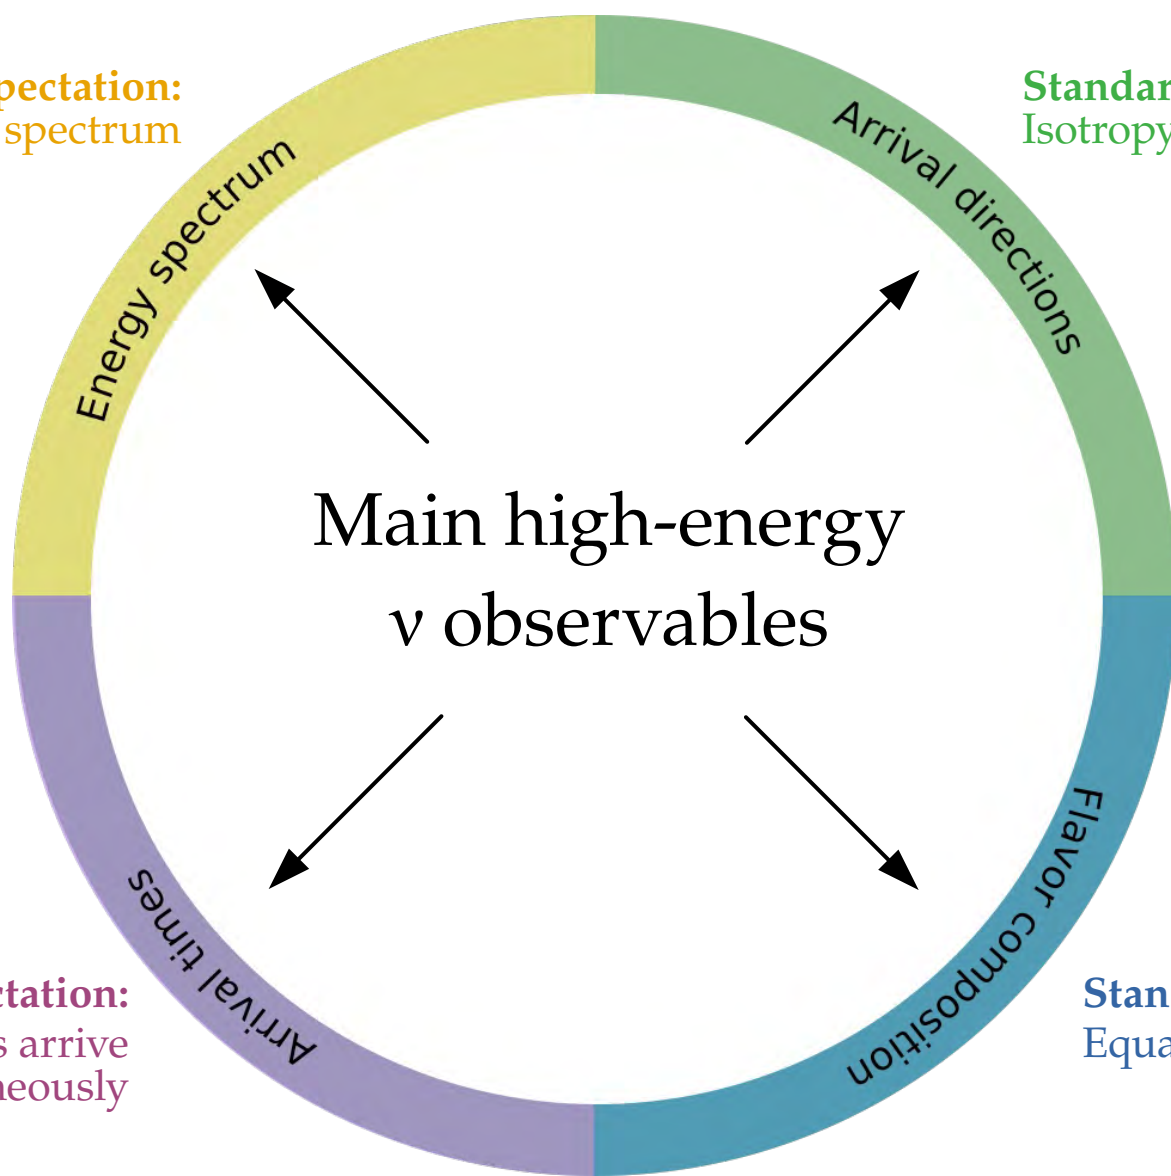 pectation:
spectrum
Standar
Isotropy
Energy spectrum
Arrival directions
Main high-energy
ν observables
Arrival times
Flavor composition
ctation:
s arrive
neously
Stan
Equa